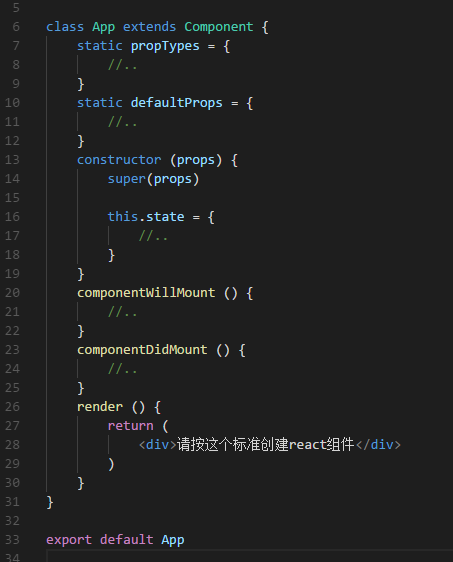 5
6 class App extends Component {
7 static propTypes = {
8 //..
9 }
10 static defaultProps = {
11 //..
12 }
13 constructor (props) {
14 super(props)
15
16 this.state = {
17 //..
18 }
19 }
20 componentWillMount () {
21 //..
22 }
23 componentDidMount () {
24 //..
25 }
26 render () {
27 return (
28 <div>请按这个标准创建react组件</div>
29 )
30 }
31 }
32
33 export default App
34